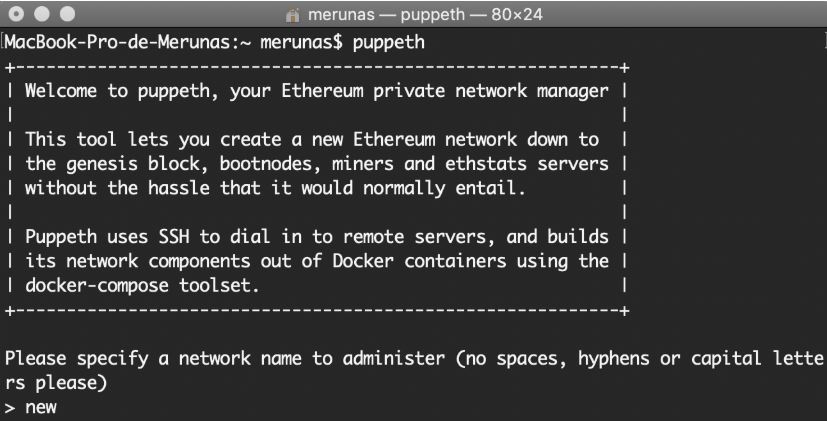 merunas — puppeth — 80×24
[MacBook-Pro-de-Merunas:~ merunas$ puppeth ]
+-----------------------------------------------------------+
| Welcome to puppeth, your Ethereum private network manager |
|                                                           |
| This tool lets you create a new Ethereum network down to  |
| the genesis block, bootnodes, miners and ethstats servers |
| without the hassle that it would normally entail.         |
|                                                           |
| Puppeth uses SSH to dial in to remote servers, and builds |
| its network components out of Docker containers using the |
| docker-compose toolset.                                   |
+-----------------------------------------------------------+
Please specify a network name to administer (no spaces, hyphens or capital lette
rs please)
> new